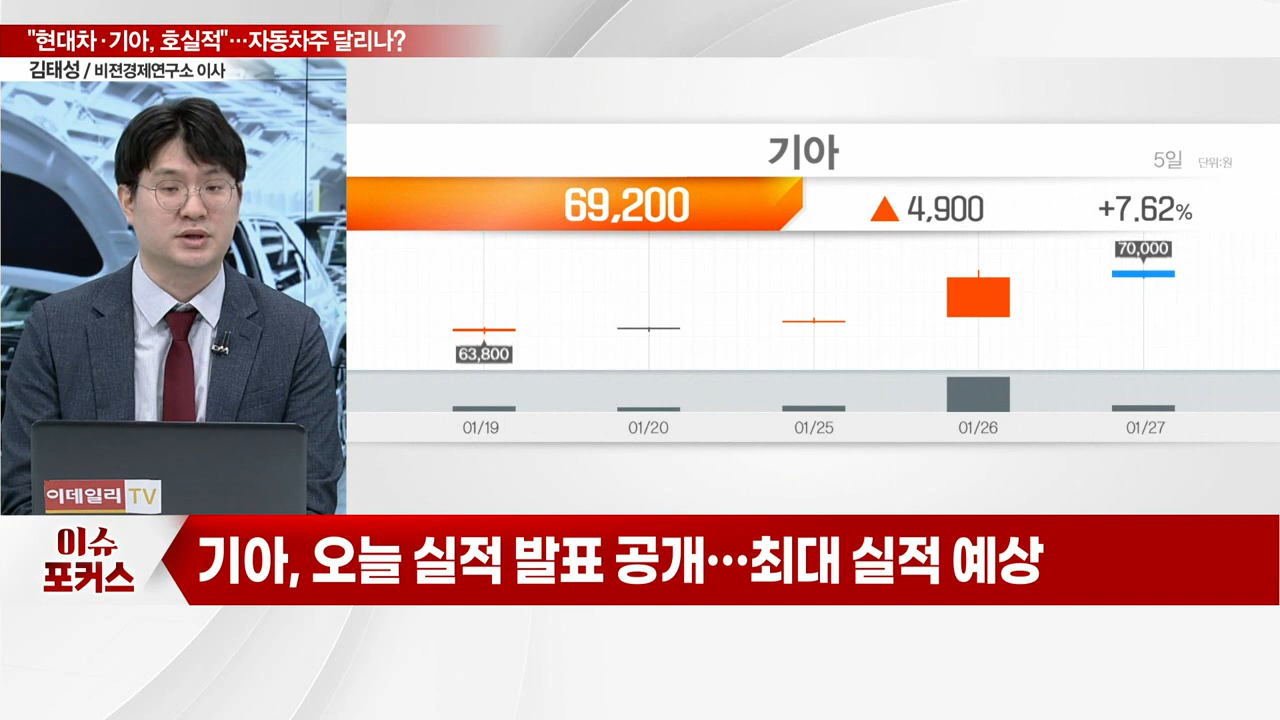 "현대차·기아, 호실적"…자동차주 달리나?
김태성 / 비젼경제연구소 이사
기아
5일 단위:원
69,200 ▲ 4,900 +7.62%
70,000
63,800
01/19 01/20 01/25 01/26 01/27
이데일리 TV
이슈
포커스
기아, 오늘 실적 발표 공개…최대 실적 예상